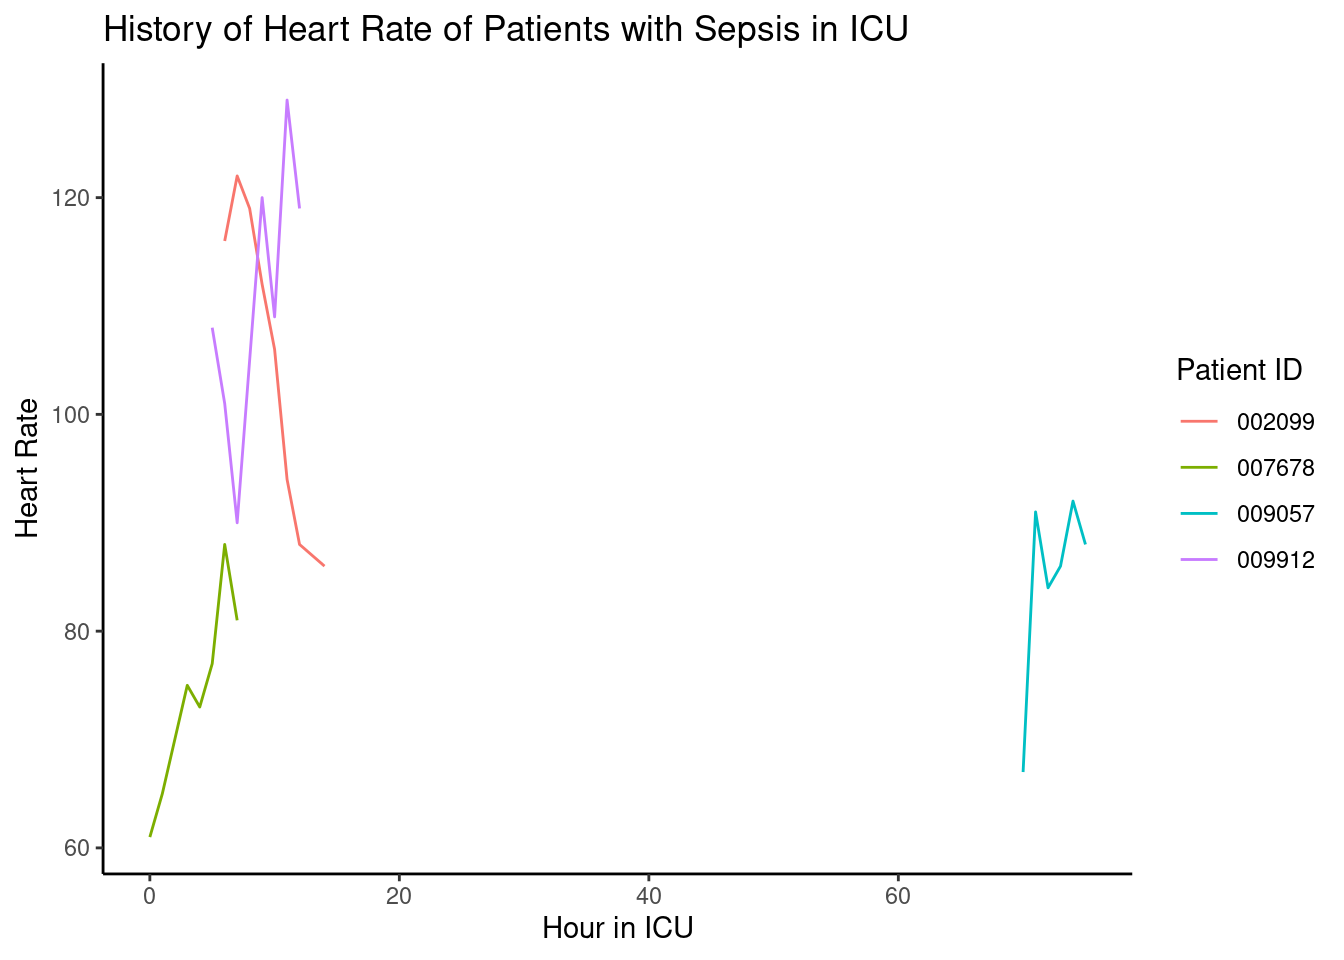 History of Heart Rate of Patients with Sepsis in ICU
Heart Rate
120
100
80
60
0 20 40 60
Hour in ICU
Patient ID
002099
007678
009057
009912